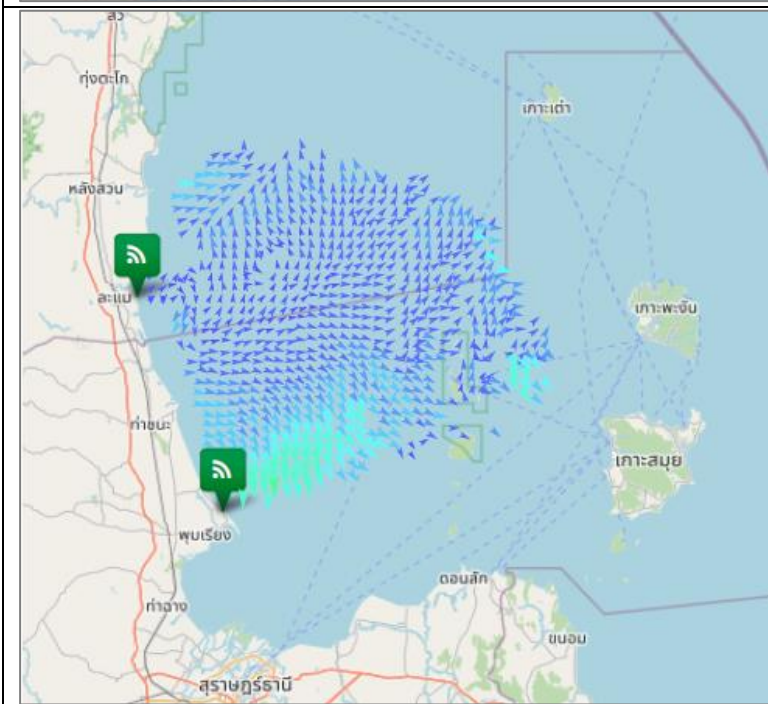 สวี
ทุ่งตะโก
เกาะเต่า
หลังสวน
ละแม
เกาะพะงัน
ท่าชนะ
เกาะสมุย
พุมเรียง
ดอนสัก
ท่าฉาง
ขนอม
สุราษฎร์ธานี